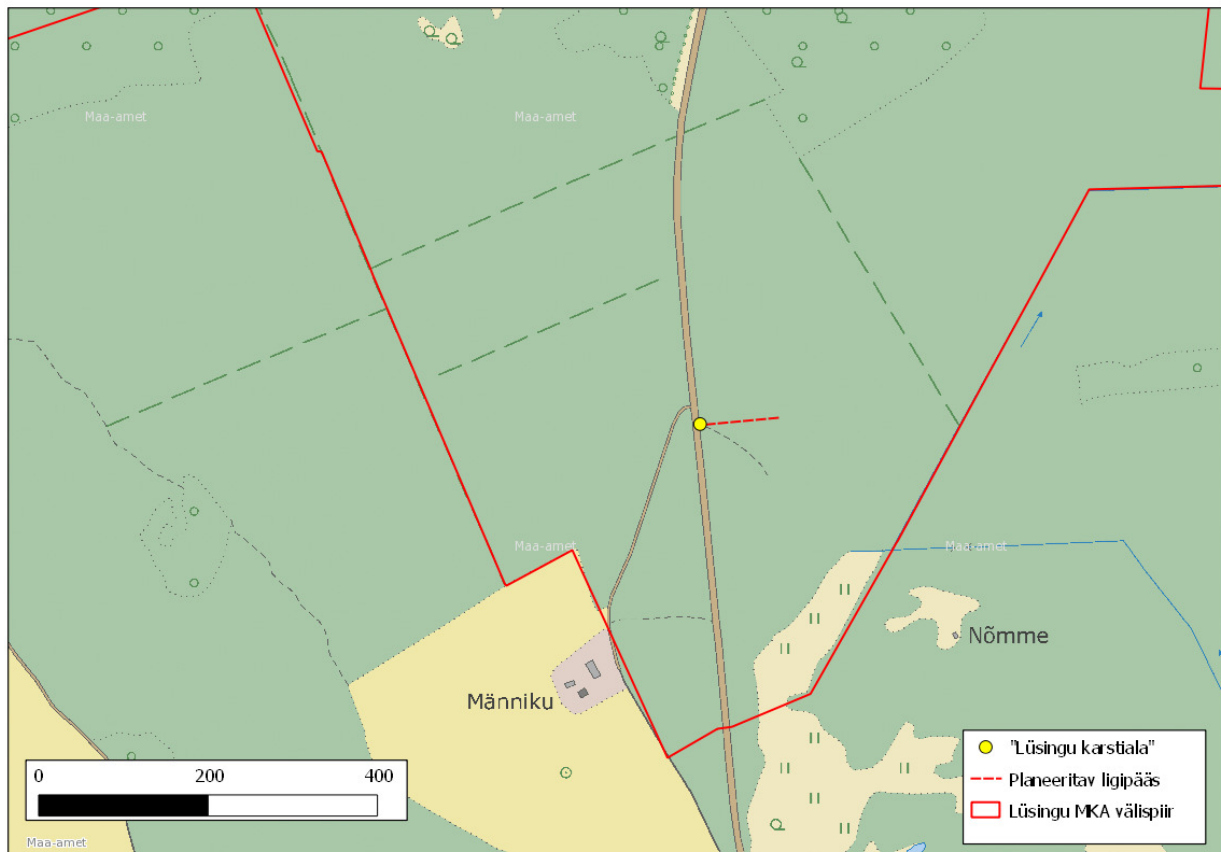 Maa-amet
Maa-amet
Maa-amet
Maa-amet
Nõmme
Männiku
0 200 400
"Lüsingu karstiala"
Planeeritav ligipääs
Lüsingu MKA välispiir
Maa-amet